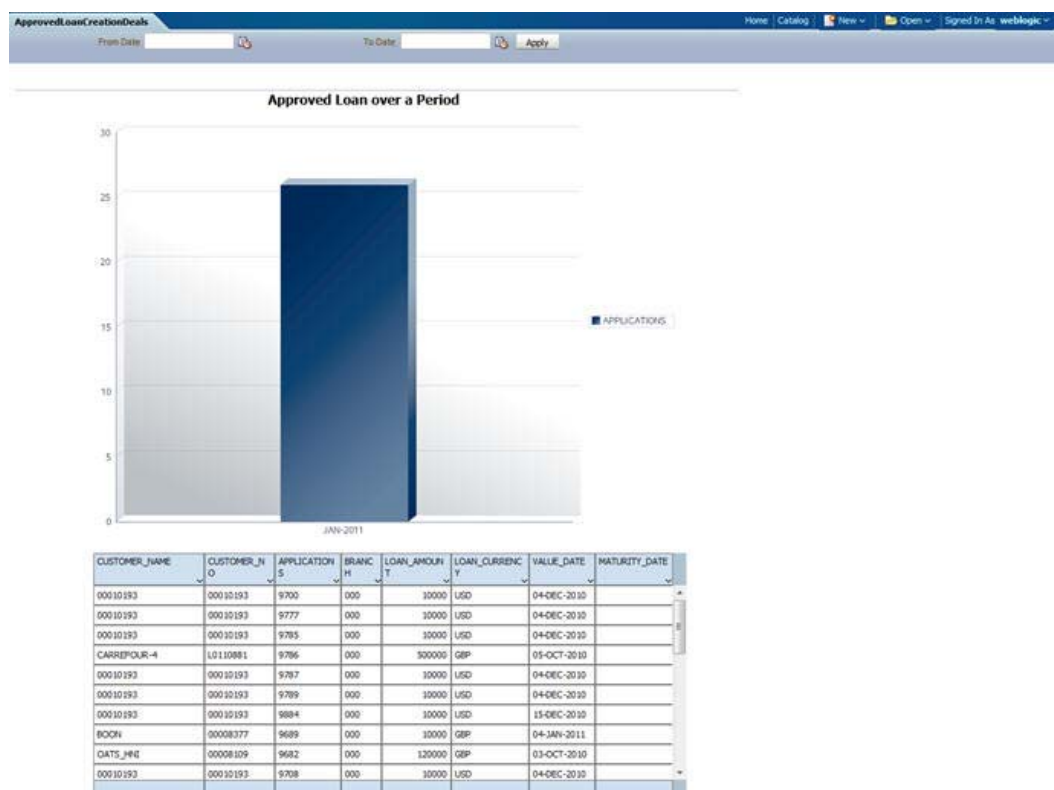 ApprovedLoanCreationDeals
Home Catalog New Open Signed In As weblogic
From Date To Date Apply
Approved Loan over a Period
30
25
20
15
10
5
0
JAN-2011
APPLICATIONS
CUSTOMER_NAME CUSTOMER_NO APPLICATIONS BRANCH LOAN_AMOUNT LOAN_CURRENCY VALUE_DATE MATURITY_DATE
00010193 00010193 9700 000 10000 USD 04-DEC-2010
00010193 00010193 9777 000 10000 USD 04-DEC-2010
00010193 00010193 9785 000 10000 USD 04-DEC-2010
CARREFOUR-4 L0110881 9786 000 500000 GBP 05-OCT-2010
00010193 00010193 9787 000 10000 USD 04-DEC-2010
00010193 00010193 9789 000 10000 USD 04-DEC-2010
00010193 00010193 9884 000 10000 USD 15-DEC-2010
BOON 00008377 9689 000 10000 GBP 04-JAN-2011
OATS_HNI 00008109 9682 000 120000 GBP 03-OCT-2010
00010193 00010193 9708 000 10000 USD 04-DEC-2010